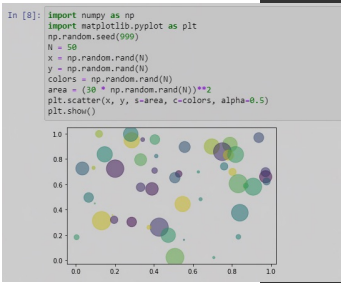 In [8]: import numpy as np
import matplotlib.pyplot as plt
np.random.seed(999)
N = 50
x = np.random.rand(N)
y = np.random.rand(N)
colors = np.random.rand(N)
area = (30 * np.random.rand(N))**2
plt.scatter(x, y, s=area, c=colors, alpha=0.5)
plt.show()
1.0
0.8
0.6
0.4
0.2
0.0
0.0 0.2 0.4 0.6 0.8 1.0